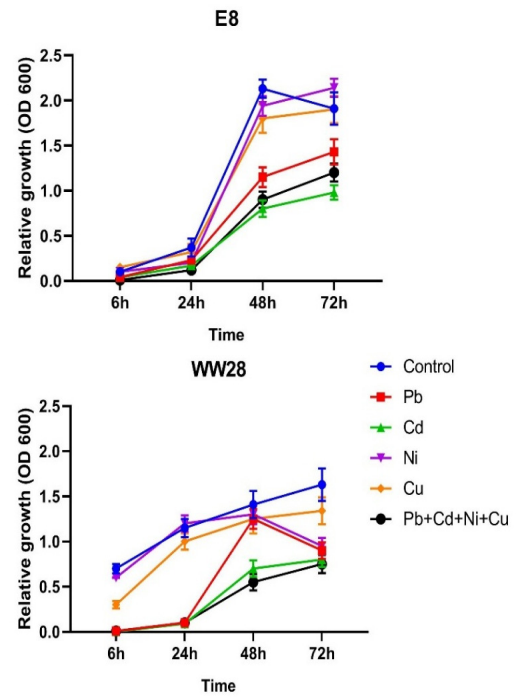 E8
Relative growth (OD 600)
2.5
2.0
1.5
1.0
0.5
0.0
6h 24h 48h 72h
Time
WW28
Relative growth (OD 600)
2.5
2.0
1.5
1.0
0.5
0.0
6h 24h 48h 72h
Time
Control
Pb
Cd
Ni
Cu
Pb+Cd+Ni+Cu